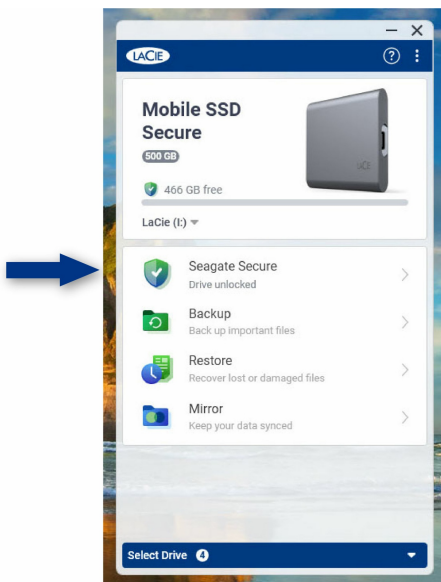 LACIE
Mobile SSD
Secure
500 GB
LACIE
466 GB free
LaCie (I:)
Seagate Secure
Drive unlocked
Backup
Back up important files
Restore
Recover lost or damaged files
Mirror
Keep your data synced
Select Drive 4